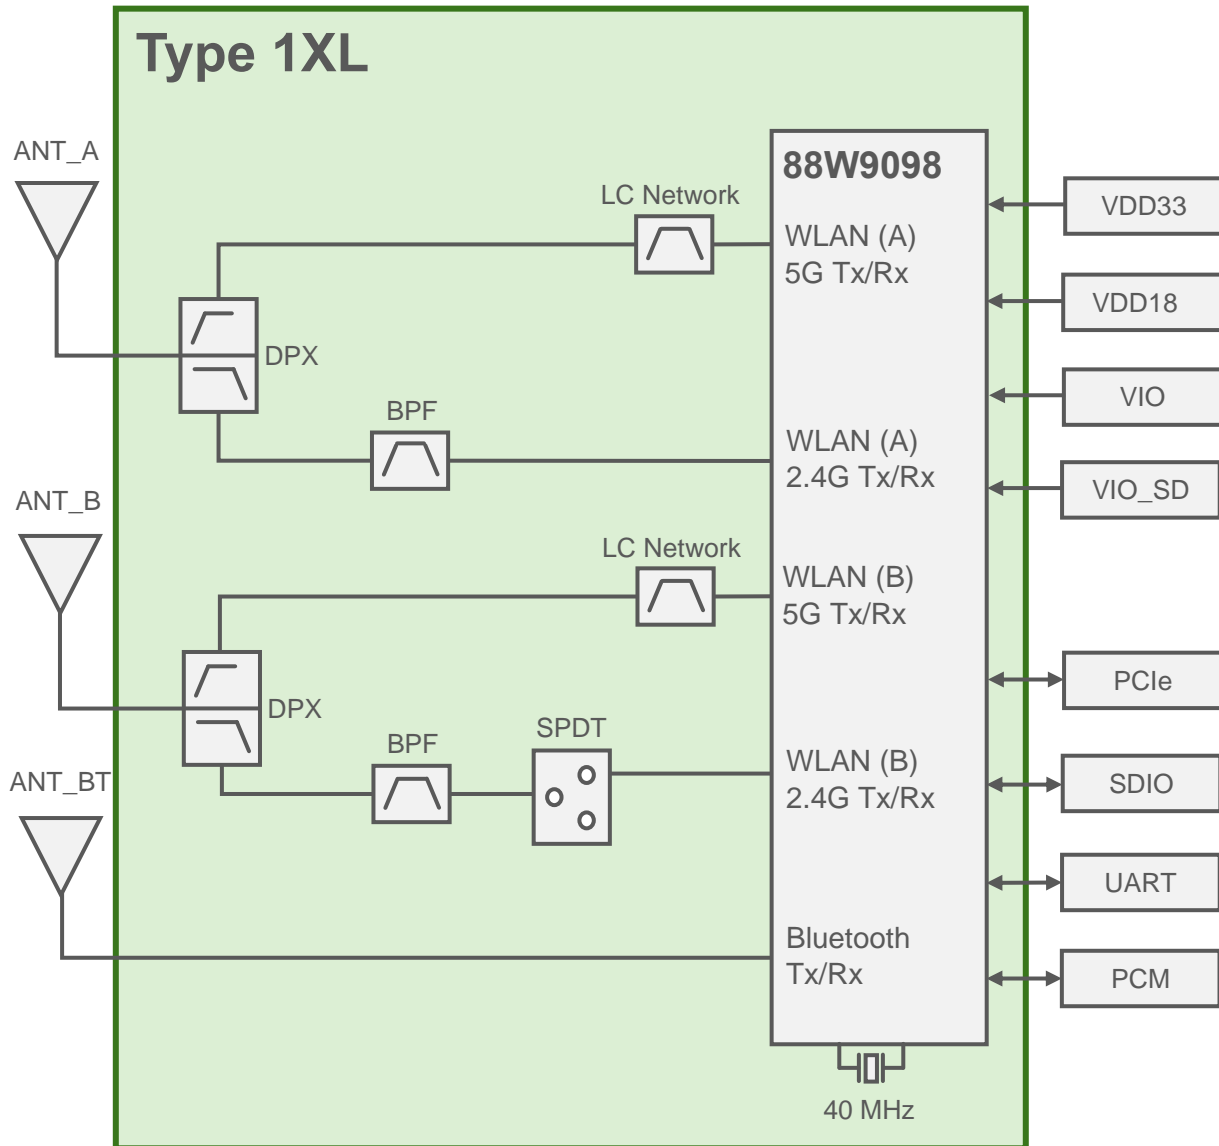 Type 1XL
ANT_A
88W9098
LC Network
VDD33
WLAN (A)
5G Tx/Rx
VDD18
DPX
BPF
VIO
WLAN (A)
2.4G Tx/Rx
VIO_SD
ANT_B
LC Network
WLAN (B)
5G Tx/Rx
PCIe
DPX
BPF
SPDT
WLAN (B)
2.4G Tx/Rx
SDIO
ANT_BT
UART
Bluetooth
Tx/Rx
PCM
40 MHz